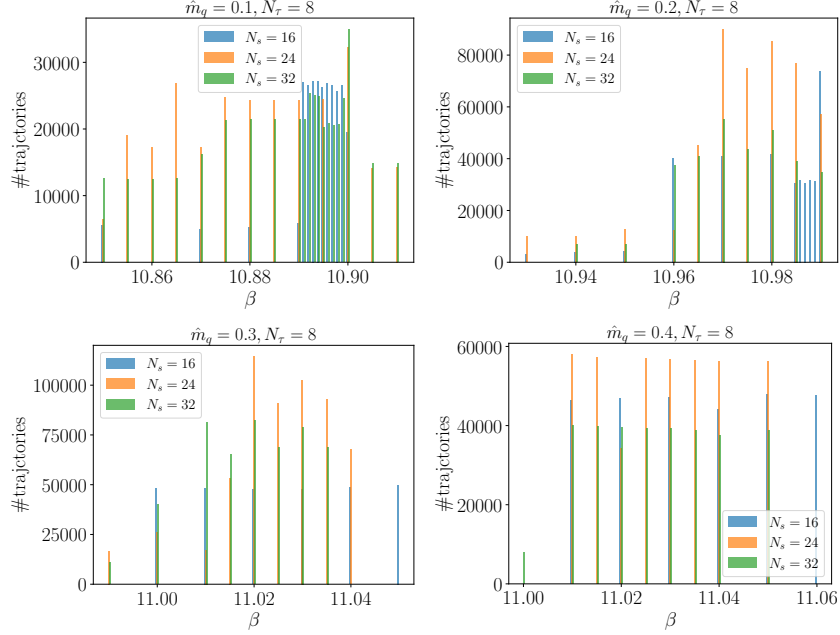 m̂_q = 0.1, N_τ = 8
N_s = 16
N_s = 24
N_s = 32
#trajctories
30000
20000
10000
0
10.86 10.88 10.90
β
m̂_q = 0.2, N_τ = 8
N_s = 16
N_s = 24
N_s = 32
#trajctories
80000
60000
40000
20000
0
10.94 10.96 10.98
β
m̂_q = 0.3, N_τ = 8
N_s = 16
N_s = 24
N_s = 32
#trajctories
100000
75000
50000
25000
0
11.00 11.02 11.04
β
m̂_q = 0.4, N_τ = 8
N_s = 16
N_s = 24
N_s = 32
#trajctories
60000
40000
20000
0
11.00 11.02 11.04 11.06
β